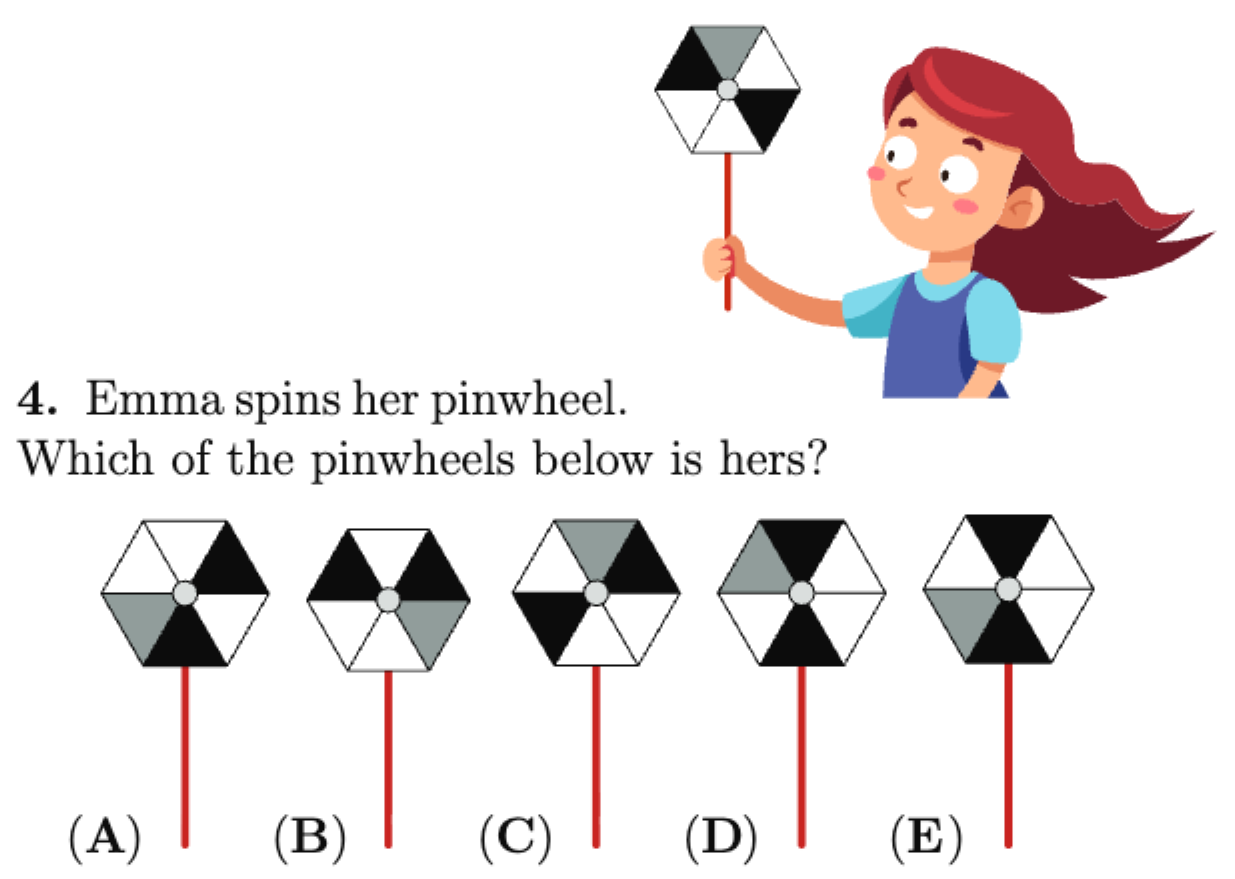 4. Emma spins her pinwheel.
Which of the pinwheels below is hers?
(A) (B) (C) (D) (E)